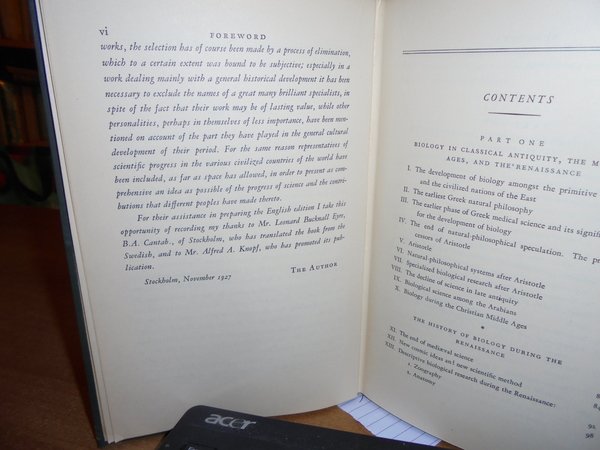 vi
FOREWORD
works, the selection has of course been made by a process of elimination,
which to a certain extent was bound to be subjective; especially in a
work dealing mainly with a general historical development it has been
necessary to exclude the names of a great many brilliant specialists, in
spite of the fact that their work may be of lasting value, while other
personalities, perhaps in themselves of less importance, have been men-
tioned on account of the part they have played in the general cultural
development of their period. For the same reason representatives of
scientific progress in the various civilized countries of the world have
been included, as far as space has allowed, in order to present as com-
prehensive an idea as possible of the progress of science and the contri-
butions that different peoples have made thereto.
For their assistance in preparing the English edition I take this
opportunity of recording my thanks to Mr. Leonard Bucknall Eyre,
B.A. Cantab., of Stockholm, who has translated the book from the
Swedish, and to Mr. Alfred A. Knopf, who has promoted its pub-
lication.
THE AUTHOR
Stockholm, November 1927
CONTENTS
PART ONE
BIOLOGY IN CLASSICAL ANTIQUITY, THE M
AGES, AND THE RENAISSANCE
I. The development of biology amongst the primitive
and the civilized nations of the East
II. The earliest Greek natural philosophy
III. The earlier phase of Greek medical science and its signific
for the development of biology
IV. The end of natural-philosophical speculation. The pr
cessors of Aristotle
V. Aristotle
VI. Natural-philosophical systems after Aristotle
VII. Specialised biological research after Aristotle
VIII. The decline of science in late antiquity
IX. Biological science among the Arabians
X. Biology during the Christian Middle Ages
*
THE HISTORY OF BIOLOGY DURING THE
RENAISSANCE
XI. The end of mediæval science
XII. New cosmic ideas and new scientific method
XIII. Descriptive biological research during the Renaissance:
1. Zoography
2. Anatomy
92
98
acer